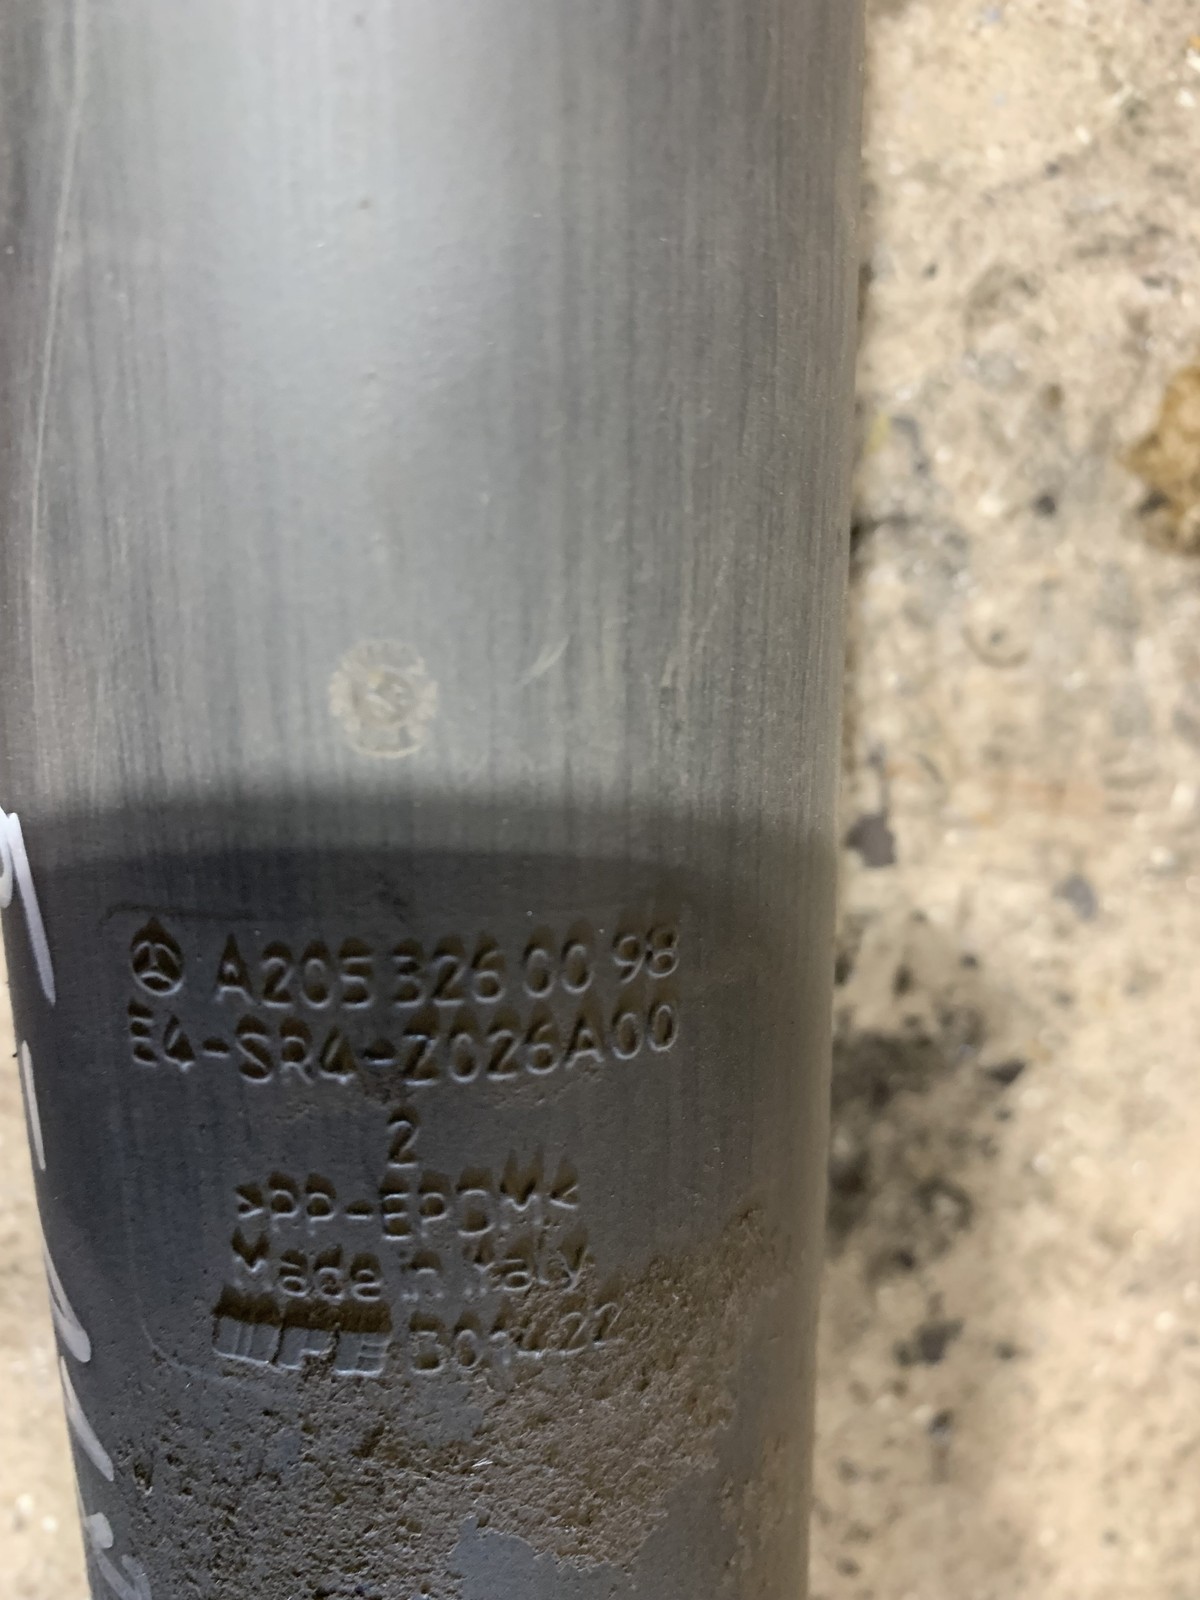 A205 326 00 98
E4-SR4-Z026A00
2
>PP-EPDM<
Made in Italy